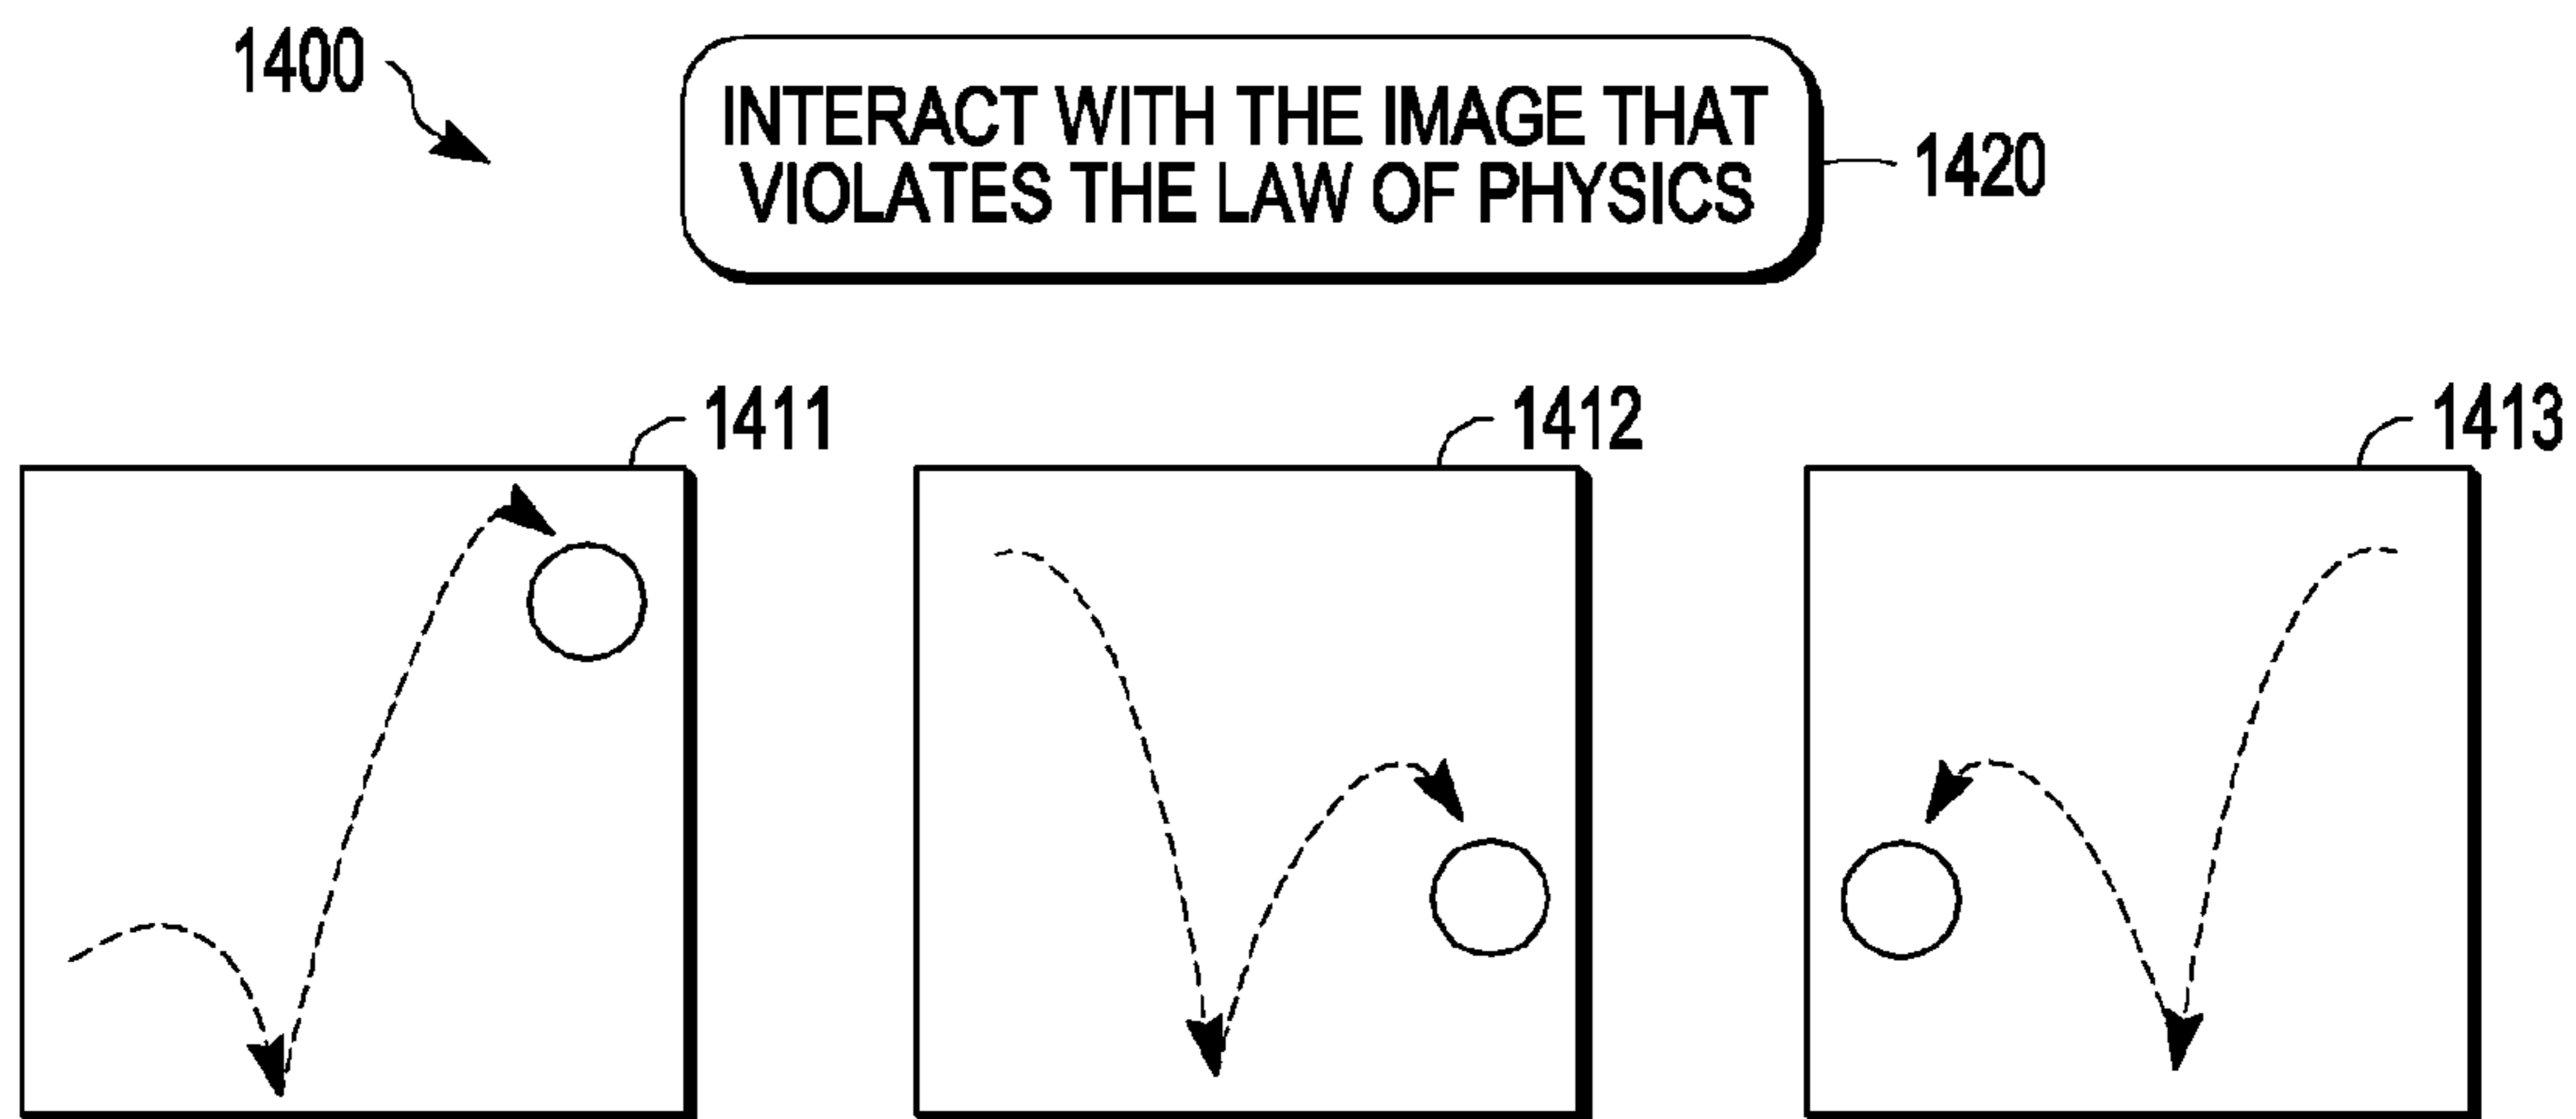 1400
INTERACT WITH THE IMAGE THAT
VIOLATES THE LAW OF PHYSICS
1420
1411
1412
1413